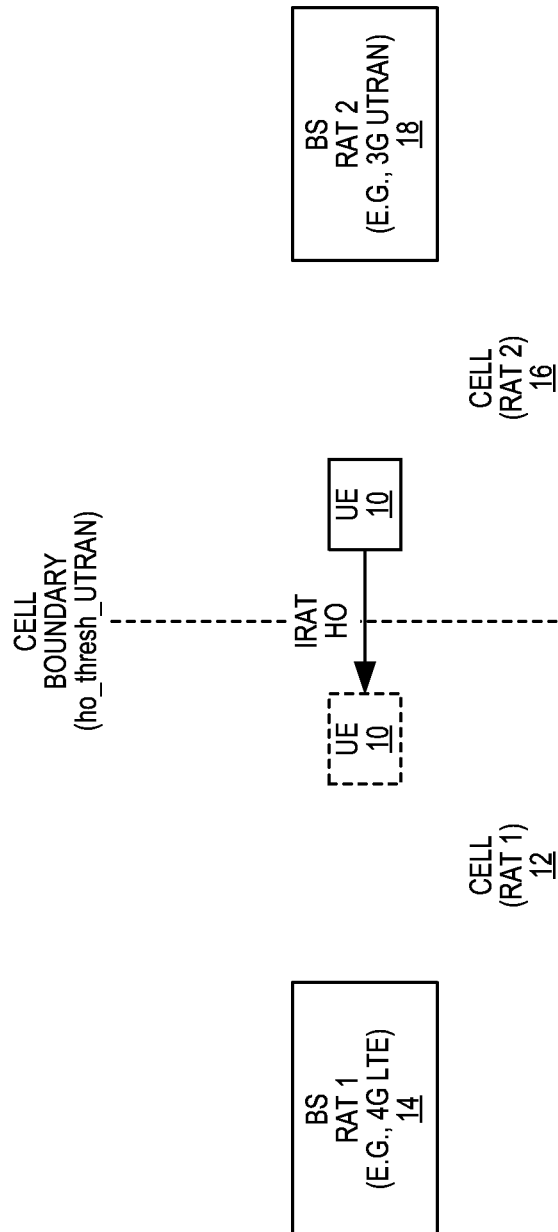 CELL
BOUNDARY
(ho_thresh_UTRAN)
BS
RAT 1
(E.G., 4G LTE)
14
UE
10
IRAT
HO
UE
10
BS
RAT 2
(E.G., 3G UTRAN)
18
CELL
(RAT 1)
12
CELL
(RAT 2)
16